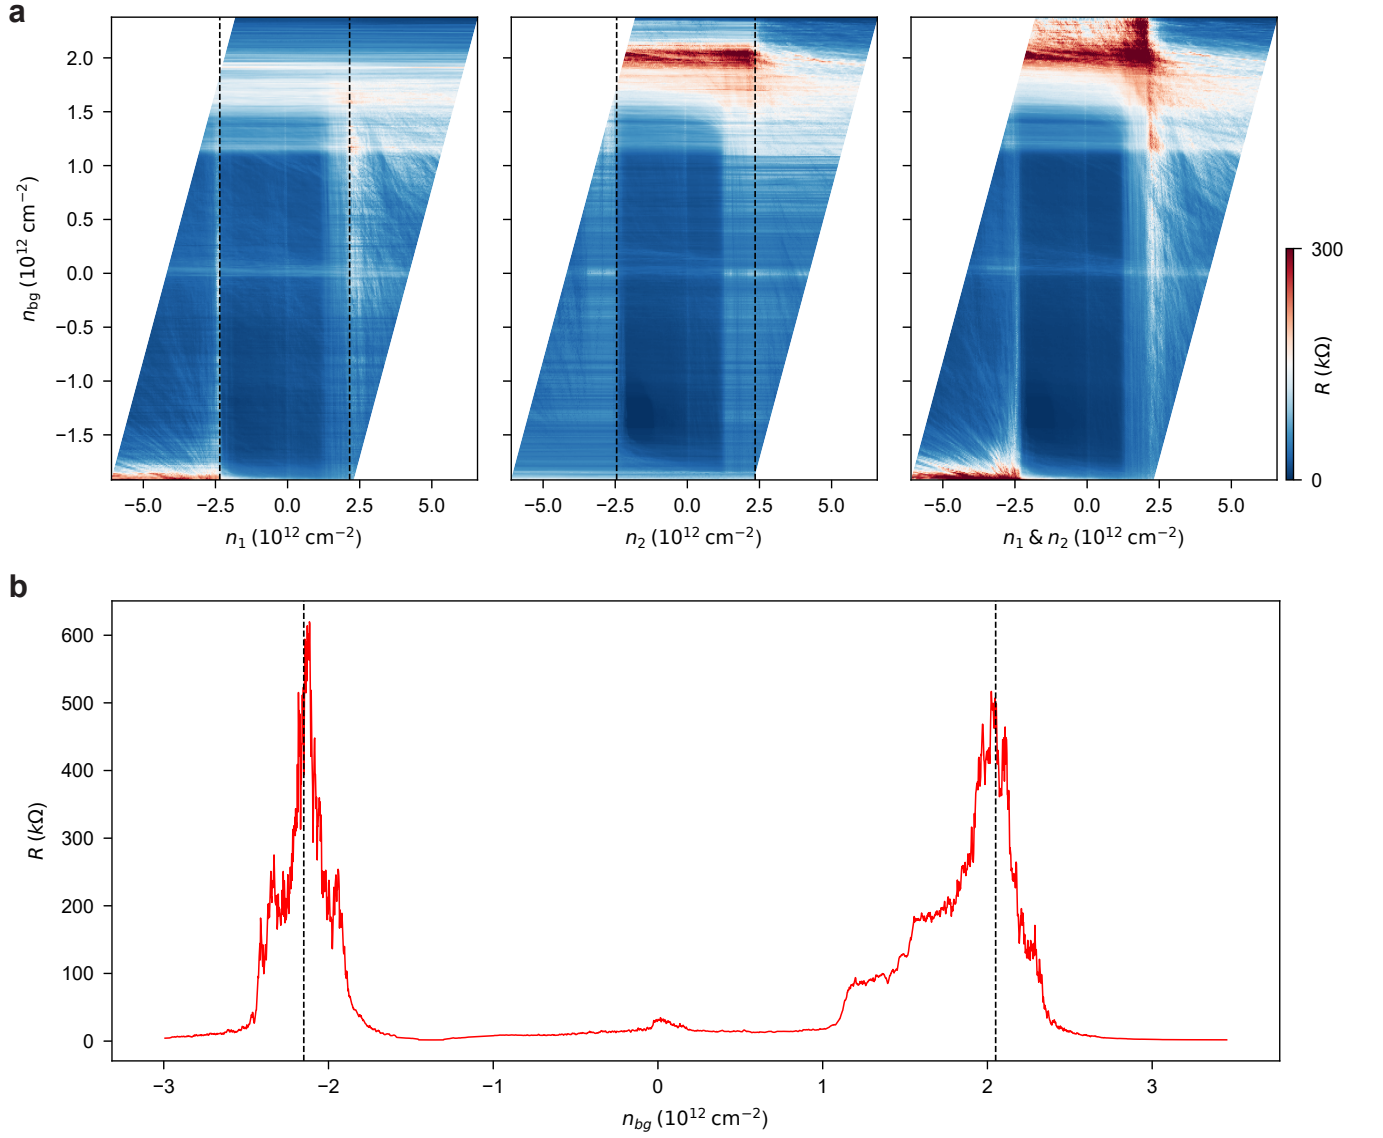 a
2.0
1.5
1.0
0.5
0.0
−0.5
−1.0
−1.5
n_bg (10^12 cm^−2)
−5.0 −2.5 0.0 2.5 5.0
n_1 (10^12 cm^−2)
−5.0 −2.5 0.0 2.5 5.0
n_2 (10^12 cm^−2)
−5.0 −2.5 0.0 2.5 5.0
n_1 & n_2 (10^12 cm^−2)
300
0
R (kΩ)
b
600
500
400
300
200
100
0
R (kΩ)
−3 −2 −1 0 1 2 3
n_bg (10^12 cm^−2)